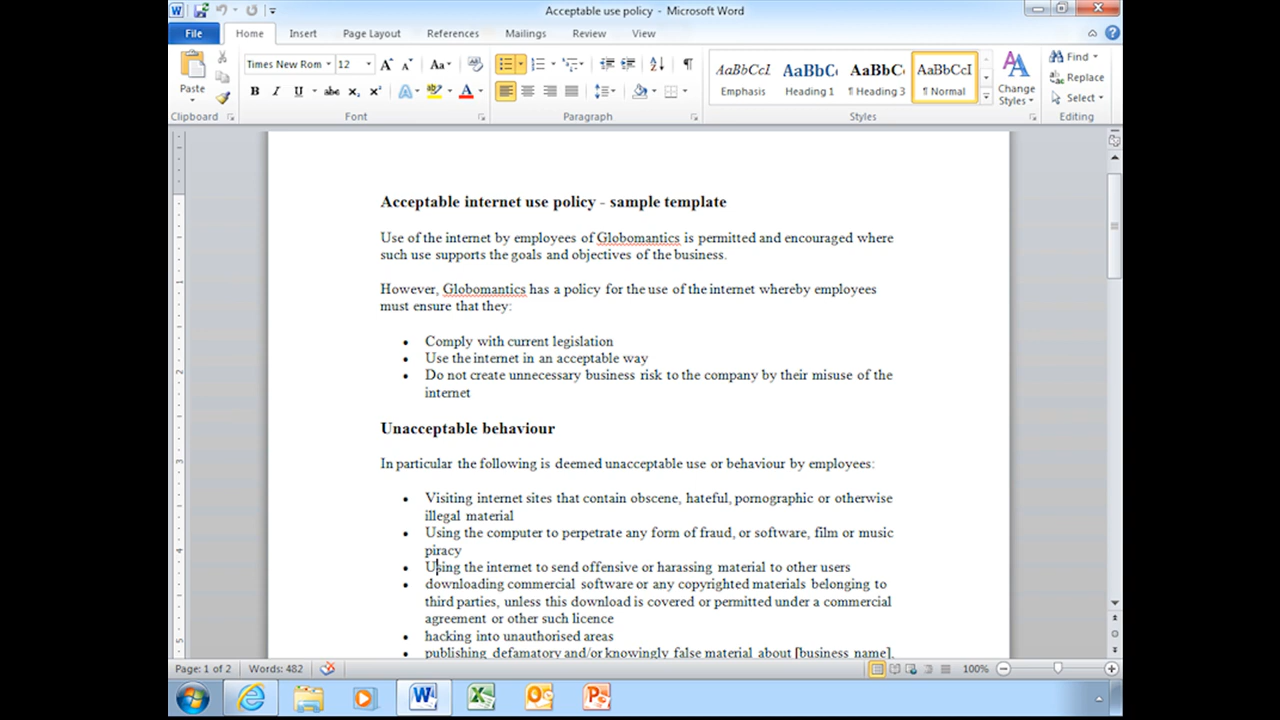 Acceptable use policy - Microsoft Word
File Home Insert Page Layout References Mailings Review View
Times New Rom 12 Aa
Paste
B I U abc x₂ x² A ab A
AaBbCcI AaBbC AaBbC AaBbCcI
Emphasis Heading 1 ¶ Heading 3 ¶ Normal
Change Styles
Find
Replace
Select
Clipboard Font Paragraph Styles Editing
Acceptable internet use policy - sample template
Use of the internet by employees of Globomantics is permitted and encouraged where
such use supports the goals and objectives of the business.
However, Globomantics has a policy for the use of the internet whereby employees
must ensure that they:
• Comply with current legislation
• Use the internet in an acceptable way
• Do not create unnecessary business risk to the company by their misuse of the
internet
Unacceptable behaviour
In particular the following is deemed unacceptable use or behaviour by employees:
• Visiting internet sites that contain obscene, hateful, pornographic or otherwise
illegal material
• Using the computer to perpetrate any form of fraud, or software, film or music
piracy
• Using the internet to send offensive or harassing material to other users
• downloading commercial software or any copyrighted materials belonging to
third parties, unless this download is covered or permitted under a commercial
agreement or other such licence
• hacking into unauthorised areas
• publishing defamatory and/or knowingly false material about [business name],
Page: 1 of 2 Words: 482 100%